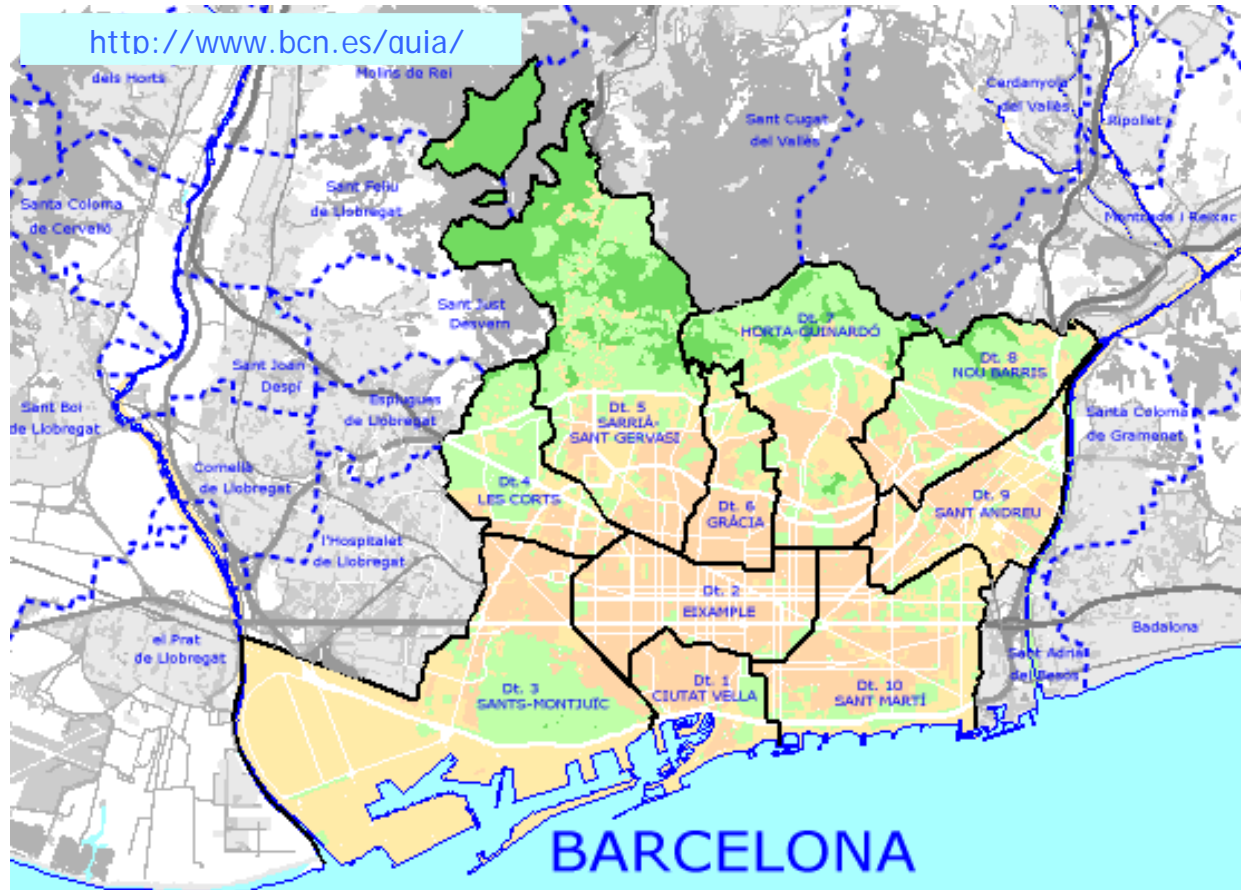 http://www.bcn.es/guia/
dels Horts
Molins de Rei
Cerdanyola
del Vallès
Ripollet
Sant Cugat
del Vallès
Sant Feliu
de Llobregat
Santa Coloma
de Cervelló
Montcada i Reixac
Sant Just
Desvern
Dt. 7
HORTA-GUINARDÓ
Dt. 8
NOU BARRIS
Sant Joan
Despí
Esplugues
de Llobregat
Sant Boi
de Llobregat
Dt. 5
SARRIÀ-
SANT GERVASI
Santa Coloma
de Gramenet
Cornellà
de Llobregat
Dt.4
LES CORTS
Dt. 6
GRÀCIA
Dt. 9
SANT ANDREU
l'Hospitalet
de Llobregat
Dt. 2
EIXAMPLE
el Prat
de Llobregat
Badalona
Sant Adrià
del Besòs
Dt. 3
SANTS-MONTJUÏC
Dt. 1
CIUTAT VELLA
Dt. 10
SANT MARTÍ
BARCELONA